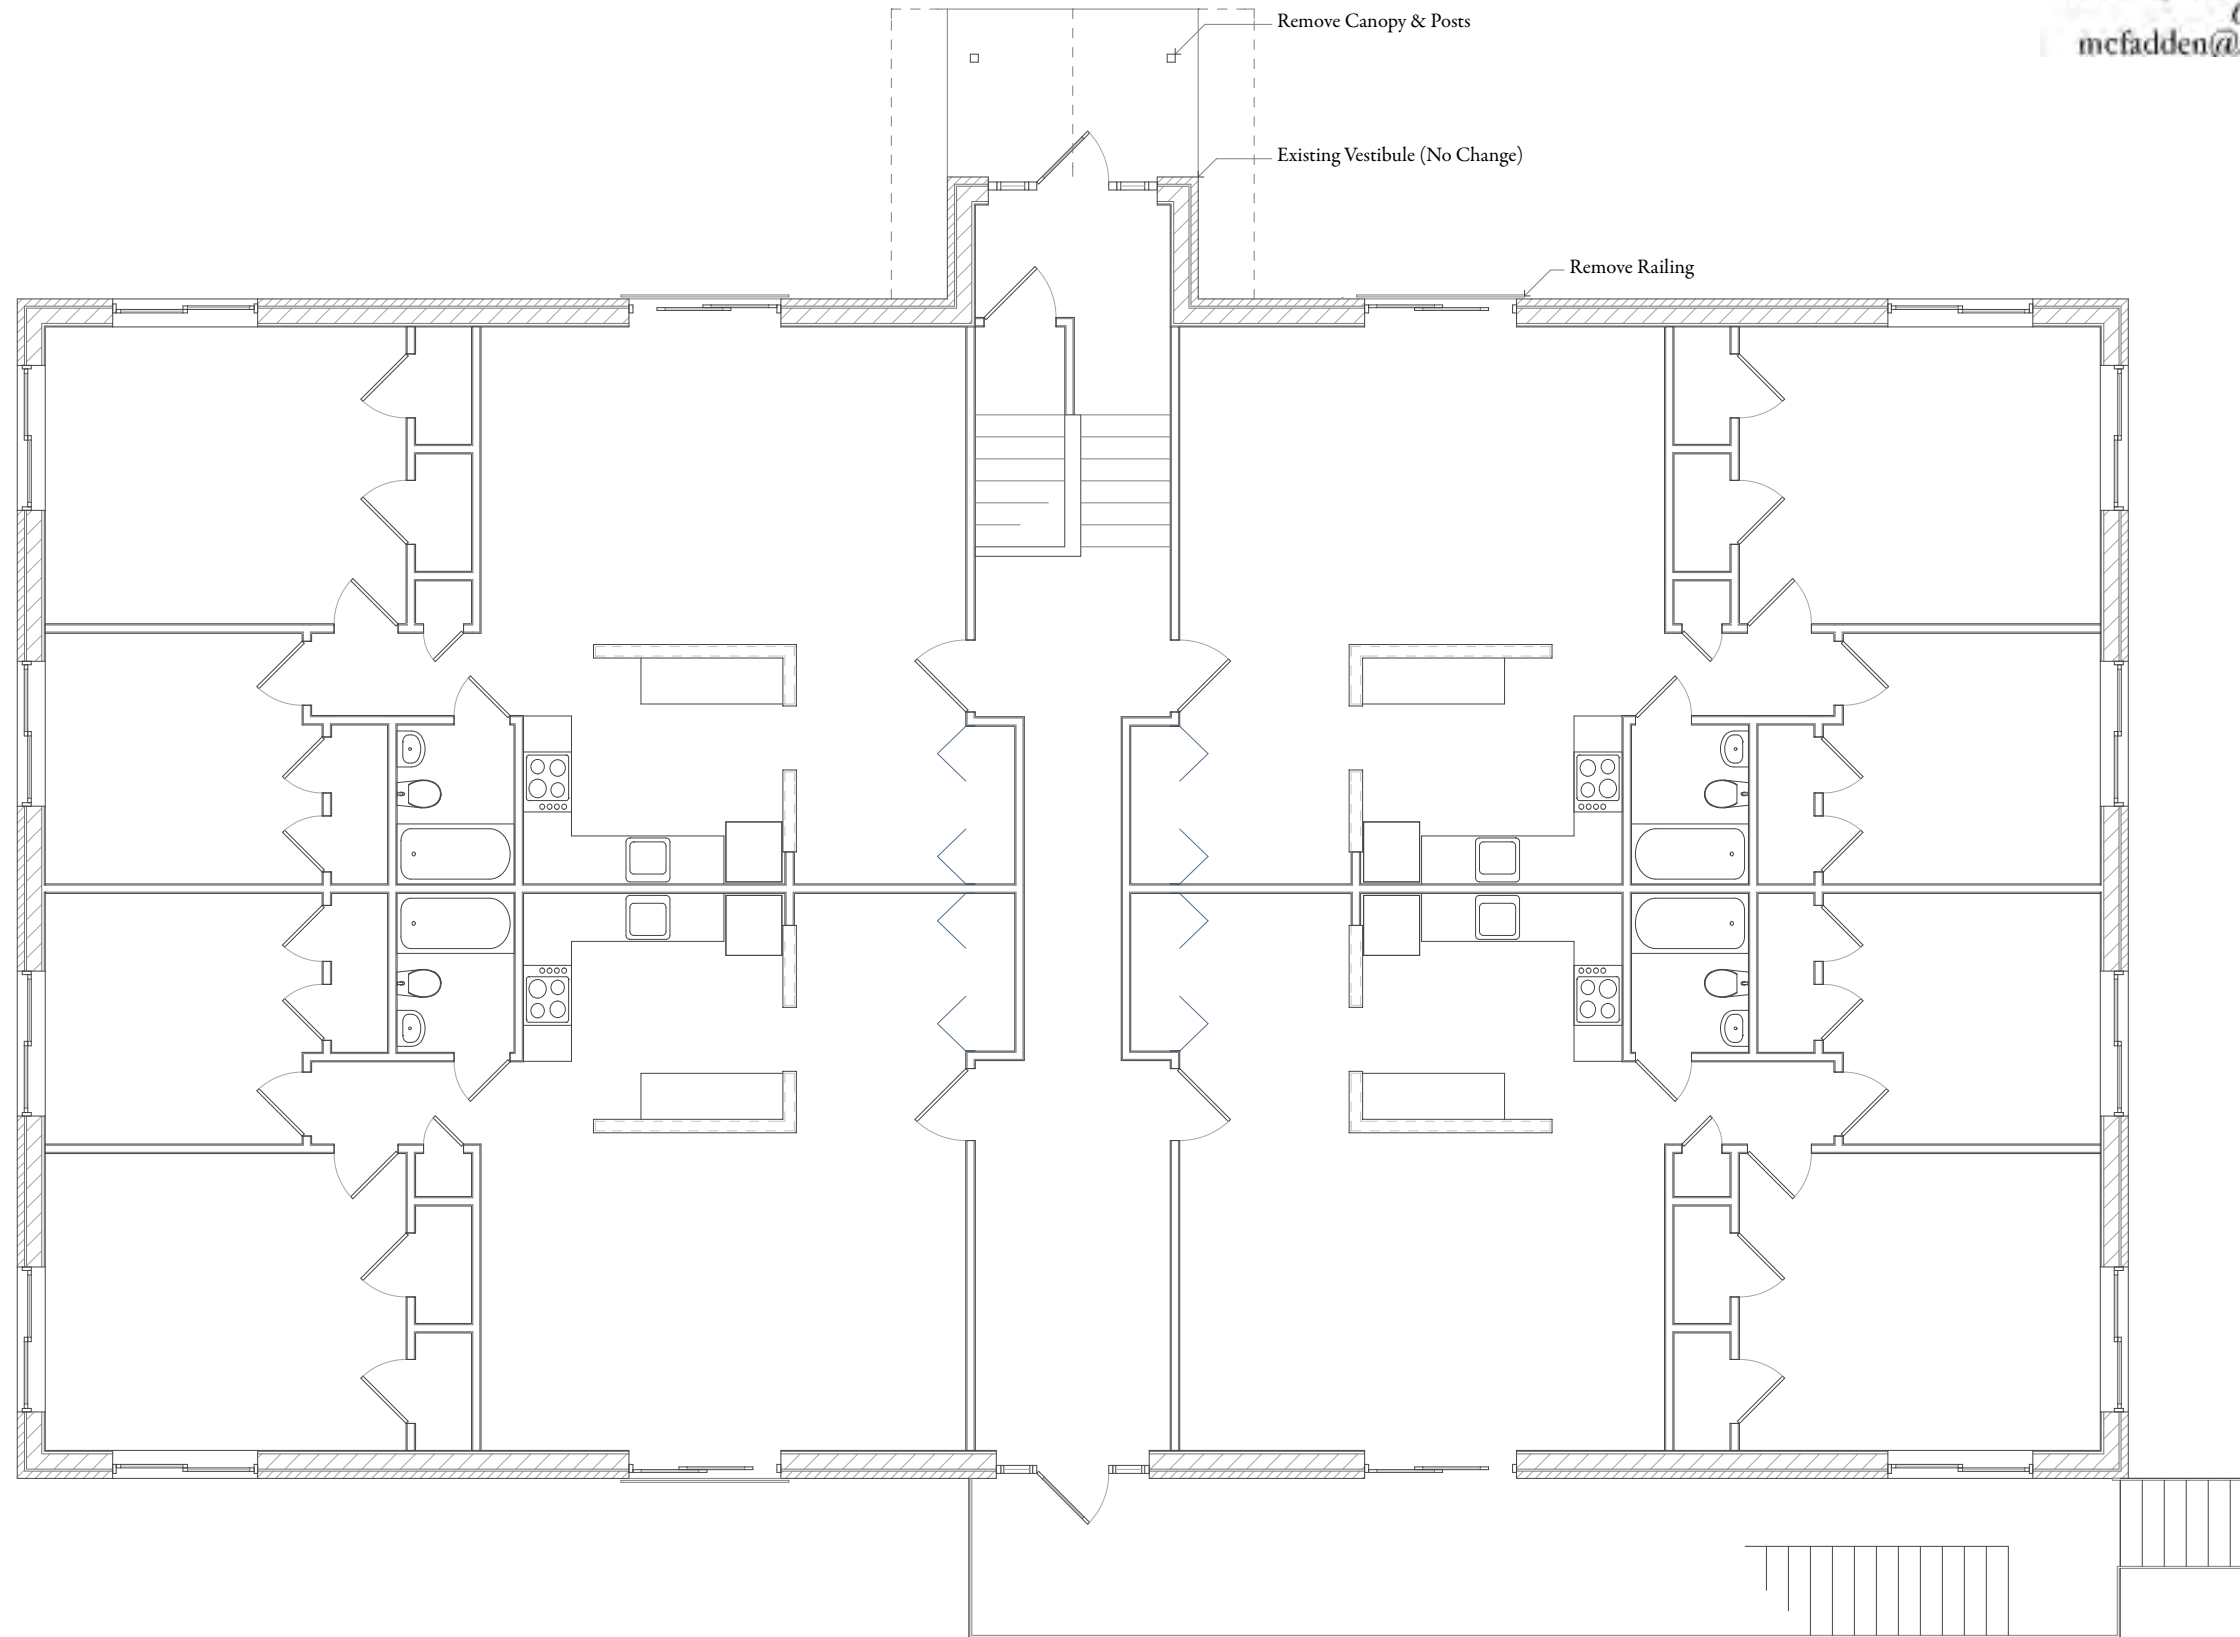 Remove Canopy & Posts
mcfadden@
Existing Vestibule (No Change)
Remove Railing